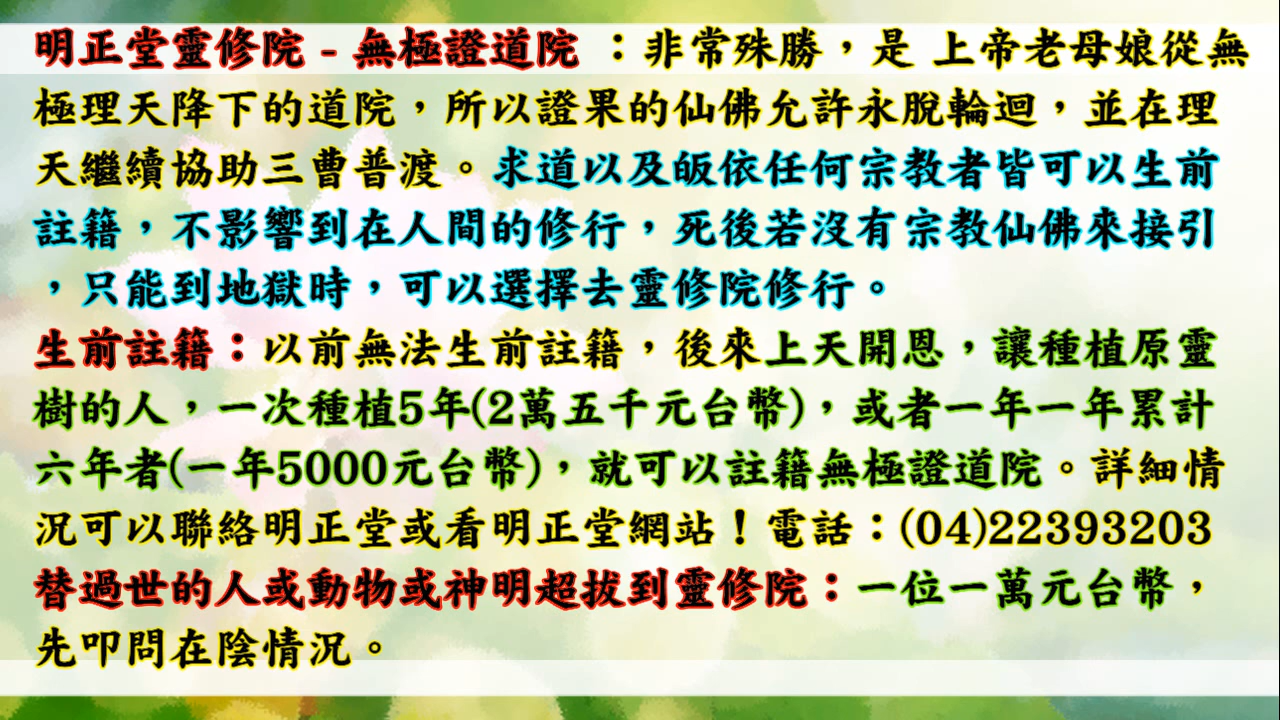 明正堂靈修院 - 無極證道院 ：非常殊勝，是 上帝老母娘從無
極理天降下的道院，所以證果的仙佛允許永脫輪迴，並在理
天繼續協助三曹普渡。求道以及皈依任何宗教者皆可以生前
註籍，不影響到在人間的修行，死後若沒有宗教仙佛來接引
，只能到地獄時，可以選擇去靈修院修行。
生前註籍：以前無法生前註籍，後來上天開恩，讓種植原靈
樹的人，一次種植5年(2萬五千元台幣)，或者一年一年累計
六年者(一年5000元台幣)，就可以註籍無極證道院。詳細情
況可以聯絡明正堂或看明正堂網站！電話：(04)22393203
替過世的人或動物或神明超拔到靈修院：一位一萬元台幣，
先叩問在陰情況。